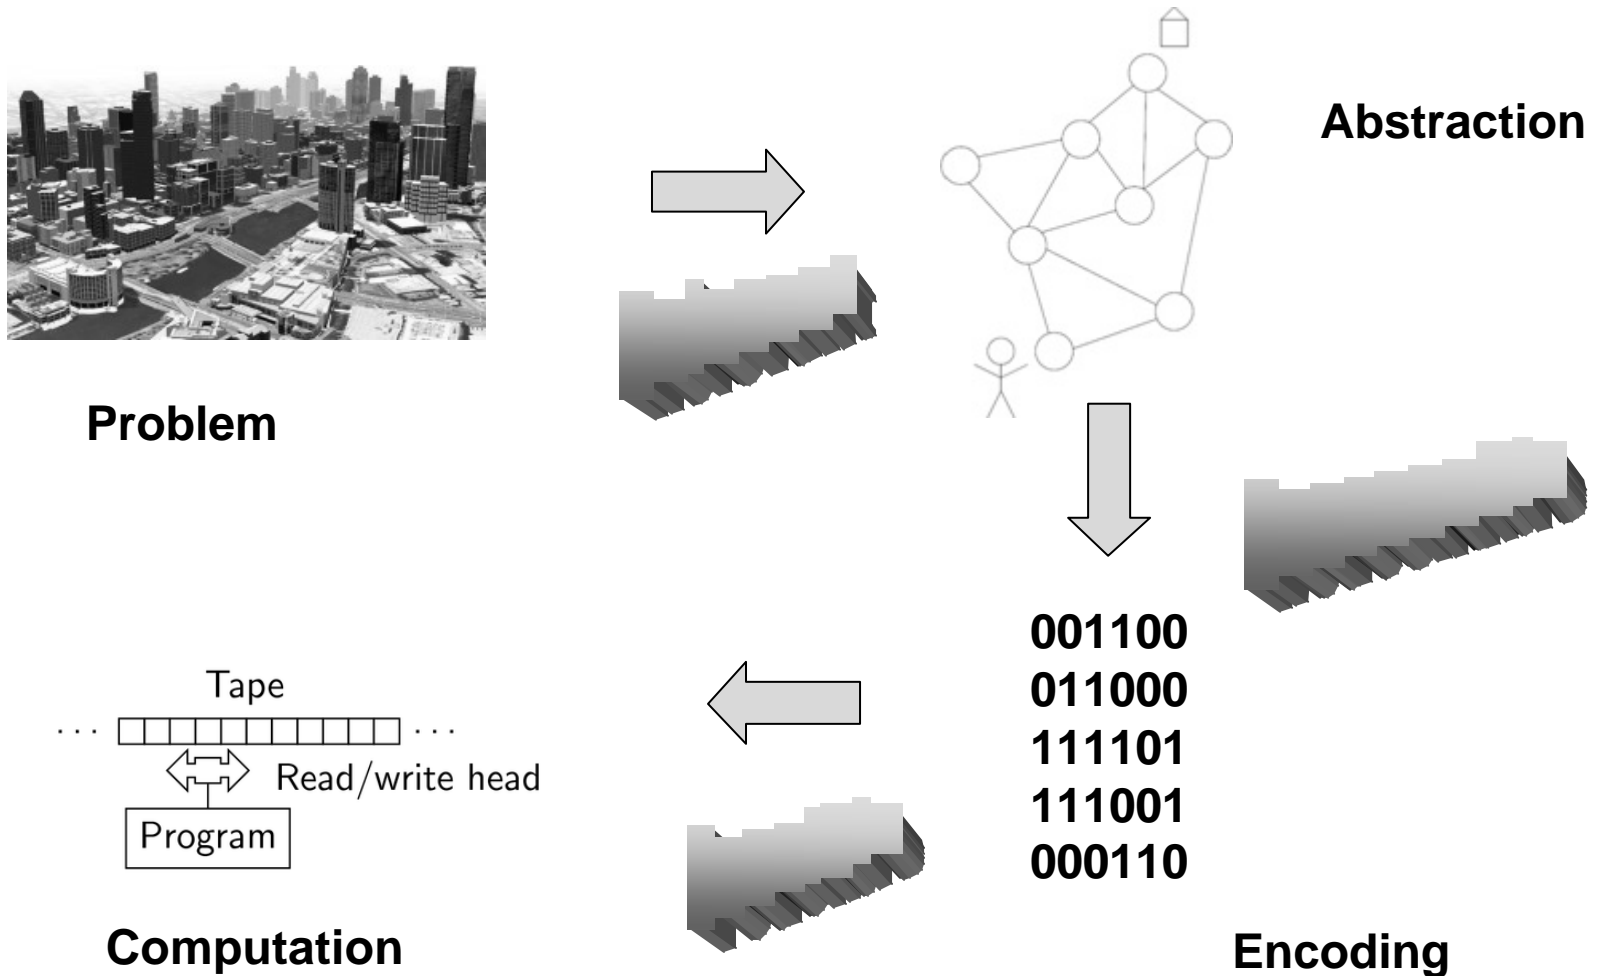 Abstraction
Problem
001100
011000
111101
111001
000110
Tape
· · ·
· · ·
Read/write head
Program
Computation
Encoding